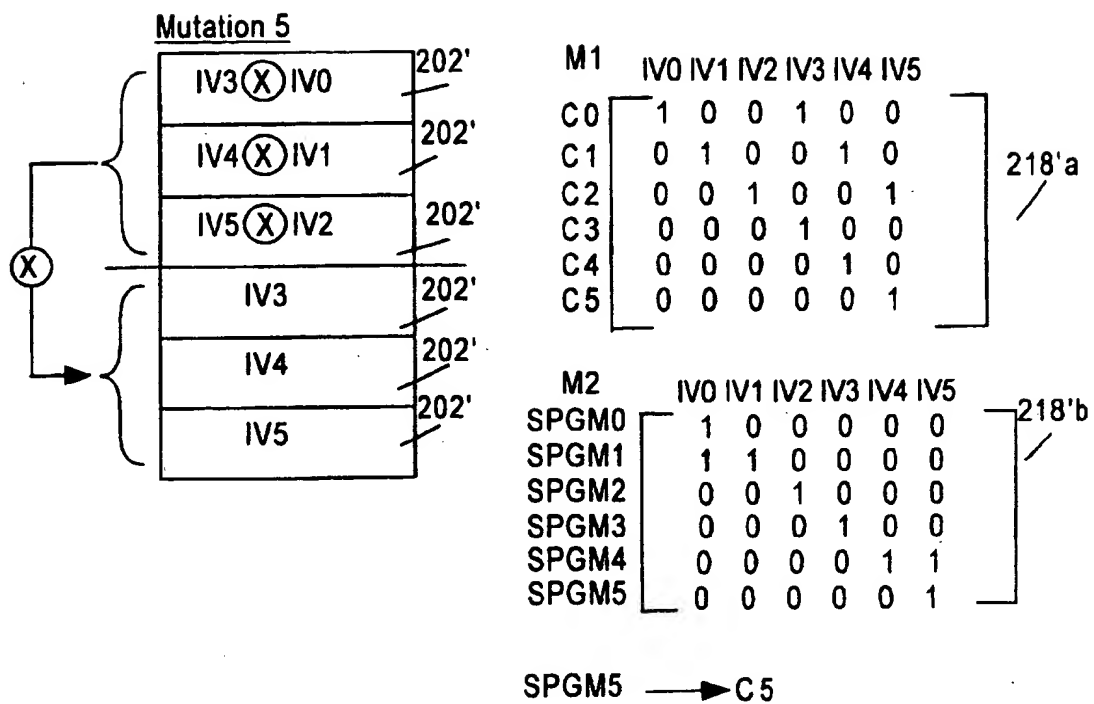 Mutation 5
IV3 X IV0 202'
IV4 X IV1 202'
IV5 X IV2 202'
X
IV3 202'
IV4 202'
IV5 202'
M1 IV0 IV1 IV2 IV3 IV4 IV5
C0 1 0 0 1 0 0
C1 0 1 0 0 1 0
C2 0 0 1 0 0 1
C3 0 0 0 1 0 0
C4 0 0 0 0 1 0
C5 0 0 0 0 0 1
218'a
M2 IV0 IV1 IV2 IV3 IV4 IV5
SPGM0 1 0 0 0 0 0
SPGM1 1 1 0 0 0 0
SPGM2 0 0 1 0 0 0
SPGM3 0 0 0 1 0 0
SPGM4 0 0 0 0 1 1
SPGM5 0 0 0 0 0 1
218'b
SPGM5 → C5